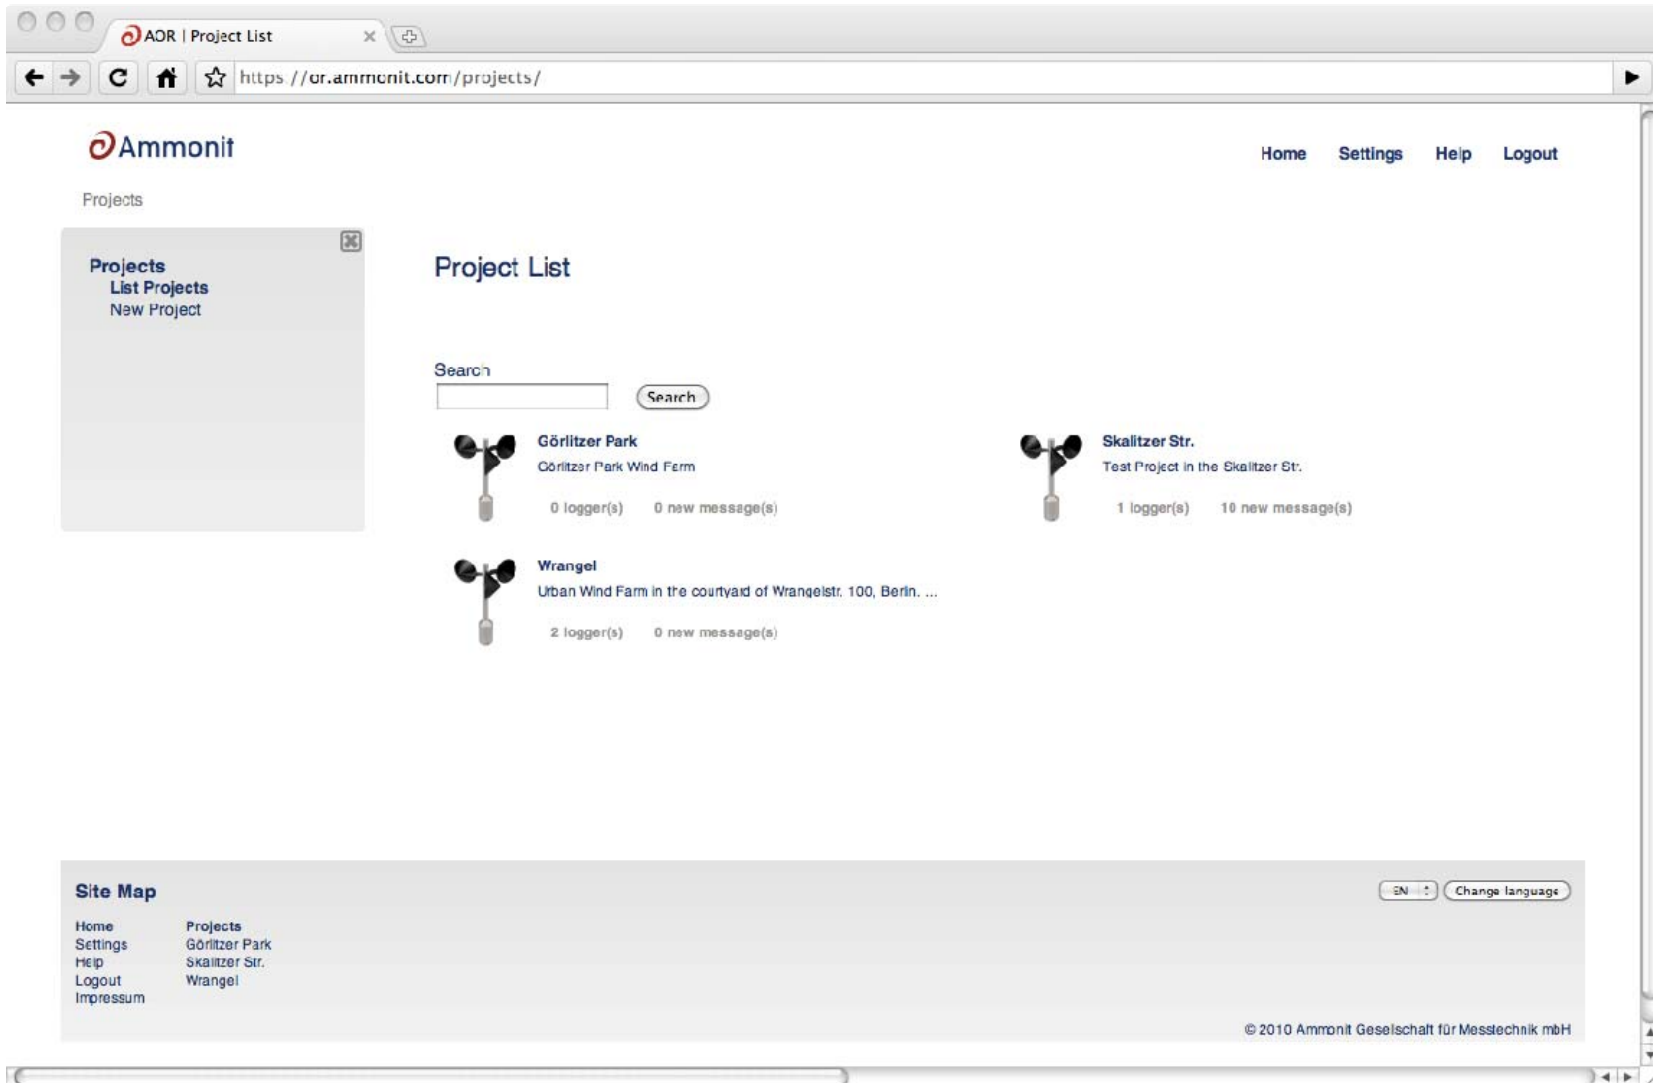 AOR | Project List
https://or.ammonit.com/projects/
Ammonit
Home Settings Help Logout
Projects
Projects
List Projects
New Project
Project List
Search
Search
Görlitzer Park
Görlitzer Park Wind Farm
0 logger(s) 0 new message(s)
Skalitzer Str.
Test Project in the Skalitzer Str.
1 logger(s) 10 new message(s)
Wrangel
Urban Wind Farm in the courtyard of Wrangelstr. 100, Berlin. ...
2 logger(s) 0 new message(s)
Site Map
EN Change language
Home Projects
Settings Görlitzer Park
Help Skalitzer Str.
Logout Wrangel
Impressum
© 2010 Ammonit Gesellschaft für Messtechnik mbH